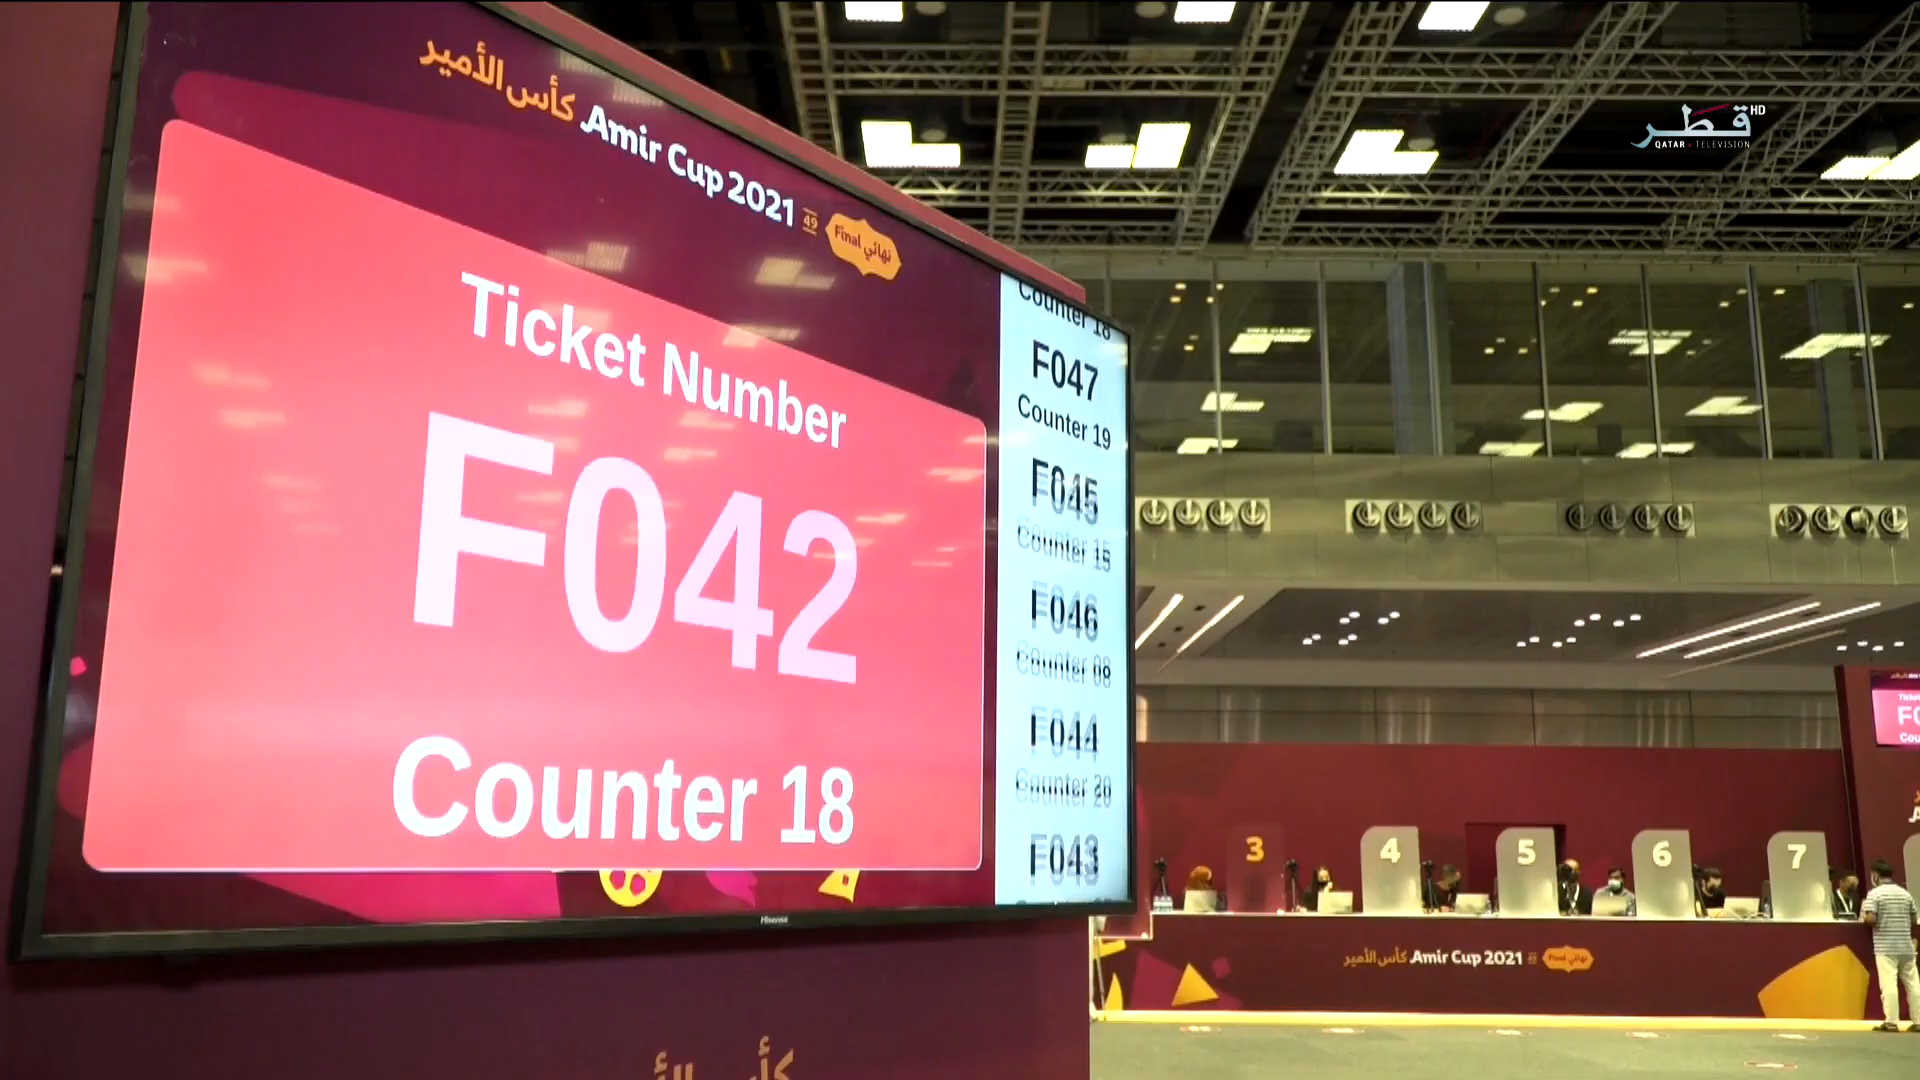 كأس الأمير Amir Cup 2021 49 Final نهائي
Ticket Number
F042
Counter 18
Counter 18
F047
Counter 19
F045
Counter 15
F046
Counter 08
F044
Counter 20
F043
Hisense
قطر HD
QATAR TELEVISION
3
4
5
6
7
كأس الأمير Amir Cup 2021 Final نهائي